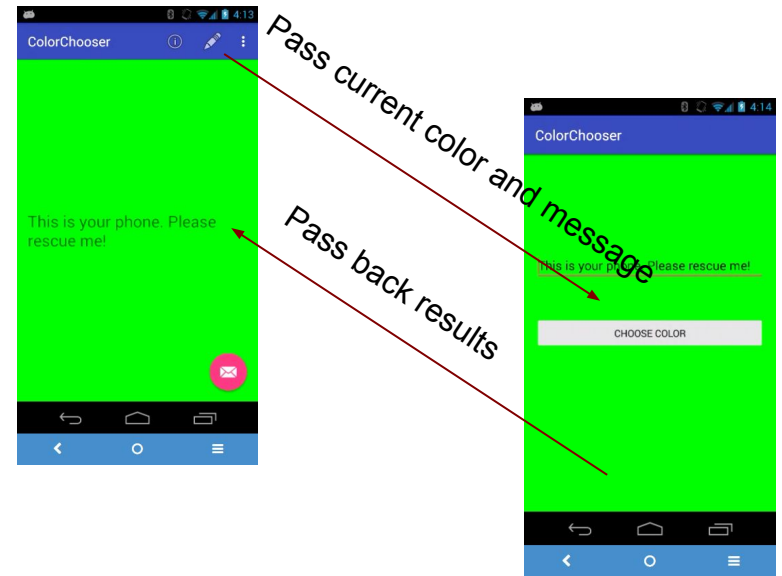 4:13
ColorChooser
This is your phone. Please
rescue me!
Pass current color and message
Pass back results
4:14
ColorChooser
This is your phone. Please rescue me!
CHOOSE COLOR